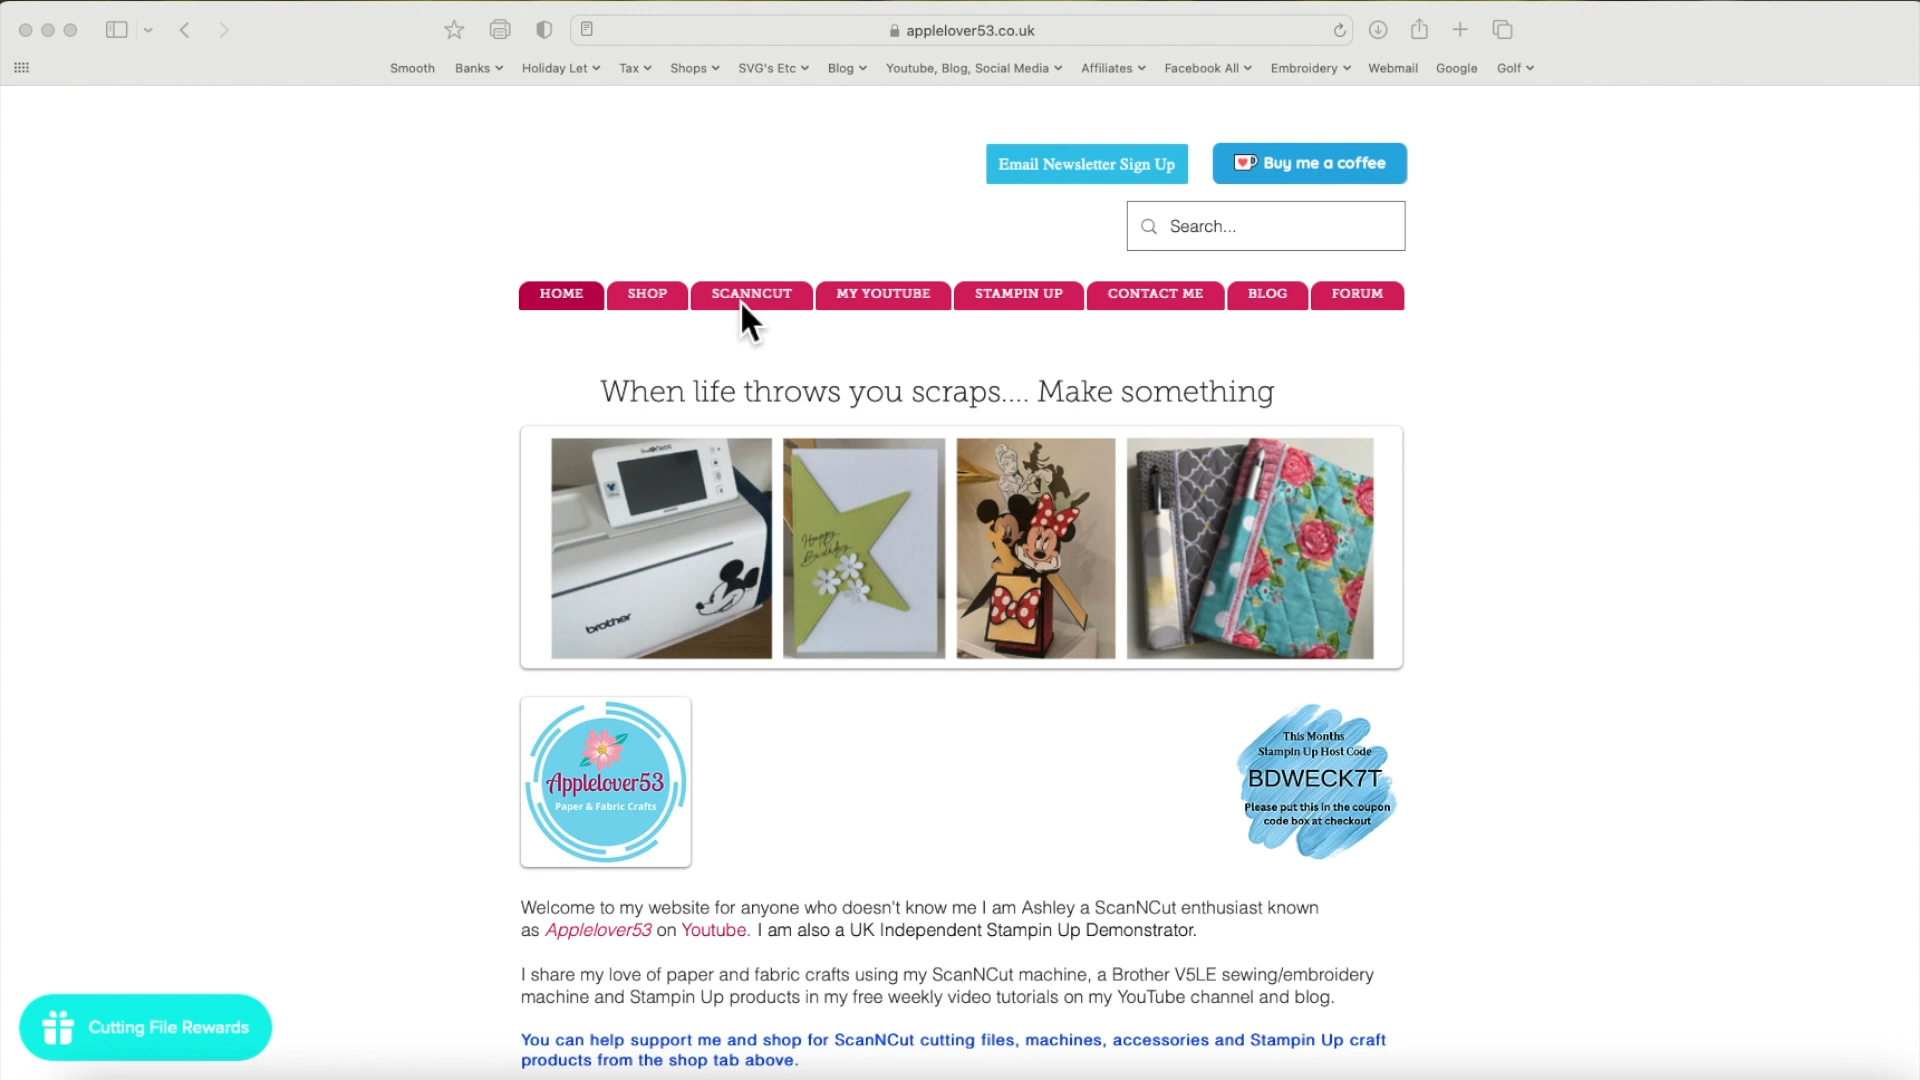 applelover53.co.uk
Smooth Banks Holiday Let Tax Shops SVG's Etc Blog Youtube, Blog, Social Media Affiliates Facebook All Embroidery Webmail Google Golf
Email Newsletter Sign Up
Buy me a coffee
Search...
HOME SHOP SCANNCUT MY YOUTUBE STAMPIN UP CONTACT ME BLOG FORUM
When life throws you scraps.... Make something
brother
Happy
Birthday
Applelover53
Paper & Fabric Crafts
This Months
Stampin Up Host Code
BDWECK7T
Please put this in the coupon
code box at checkout
Welcome to my website for anyone who doesn't know me I am Ashley a ScanNCut enthusiast known
as Applelover53 on Youtube. I am also a UK Independent Stampin Up Demonstrator.
I share my love of paper and fabric crafts using my ScanNCut machine, a Brother V5LE sewing/embroidery
machine and Stampin Up products in my free weekly video tutorials on my YouTube channel and blog.
You can help support me and shop for ScanNCut cutting files, machines, accessories and Stampin Up craft
products from the shop tab above.
Cutting File Rewards